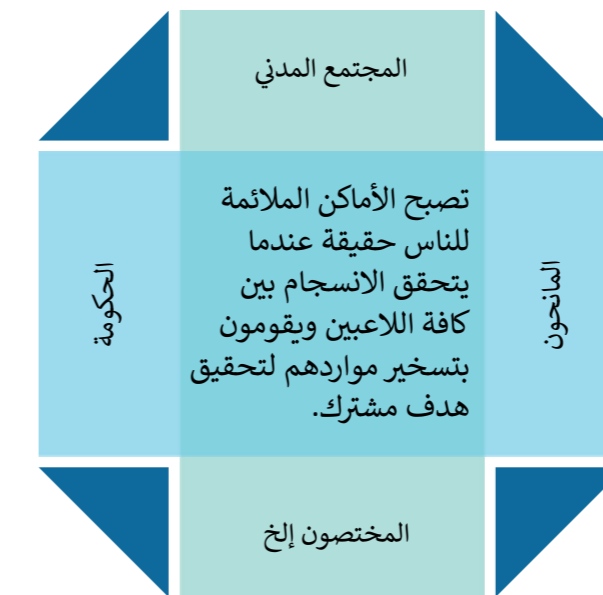 المجتمع المدني
تصبح الأماكن الملائمة
للناس حقيقة عندما
يتحقق الانسجام بين
كافة اللاعبين ويقومون
بتسخير مواردهم لتحقيق
هدف مشترك.
المانحون
الحكومة
المختصون إلخ